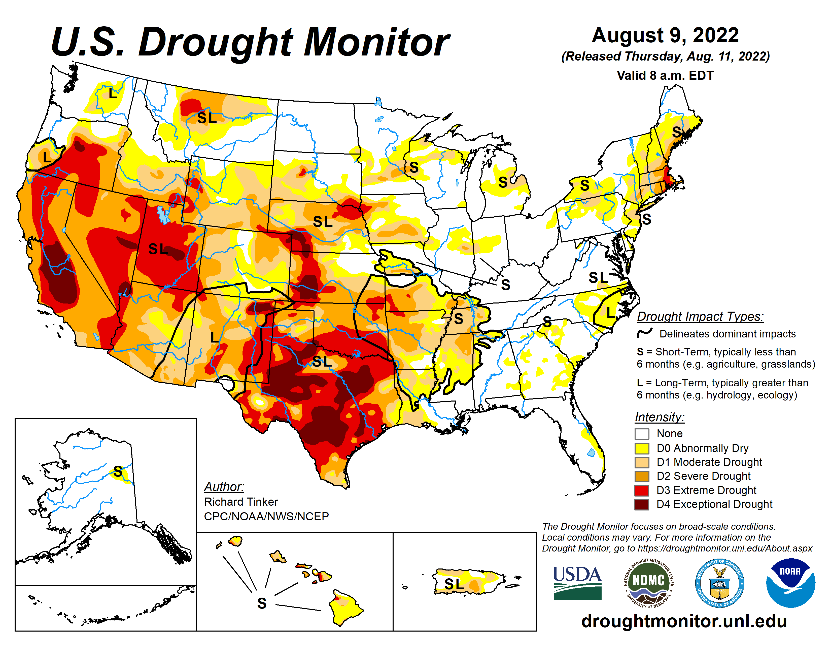 U.S. Drought Monitor
August 9, 2022
(Released Thursday, Aug. 11, 2022)
Valid 8 a.m. EDT
L
SL
S
L
S
S
S
SL
S
SL
S
SL
L
S
S
L
SL
Drought Impact Types:
Delineates dominant impacts
S = Short-Term, typically less than
6 months (e.g. agriculture, grasslands)
L = Long-Term, typically greater than
6 months (e.g. hydrology, ecology)
Intensity:
None
D0 Abnormally Dry
D1 Moderate Drought
D2 Severe Drought
D3 Extreme Drought
D4 Exceptional Drought
S
Author:
Richard Tinker
CPC/NOAA/NWS/NCEP
S
SL
The Drought Monitor focuses on broad-scale conditions.
Local conditions may vary. For more information on the
Drought Monitor, go to https://droughtmonitor.unl.edu/About.aspx
USDA
NDMC
NOAA
droughtmonitor.unl.edu